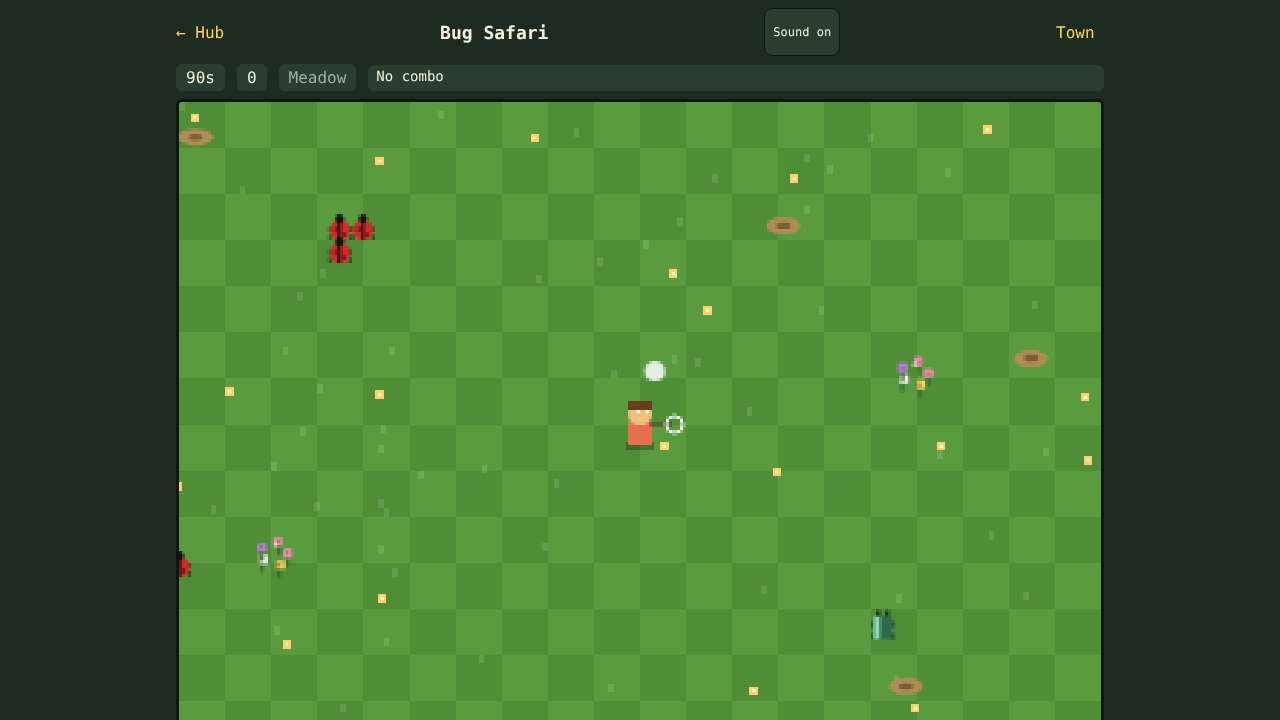 ← Hub
Bug Safari
Sound on
Town
90s
0
Meadow
No combo